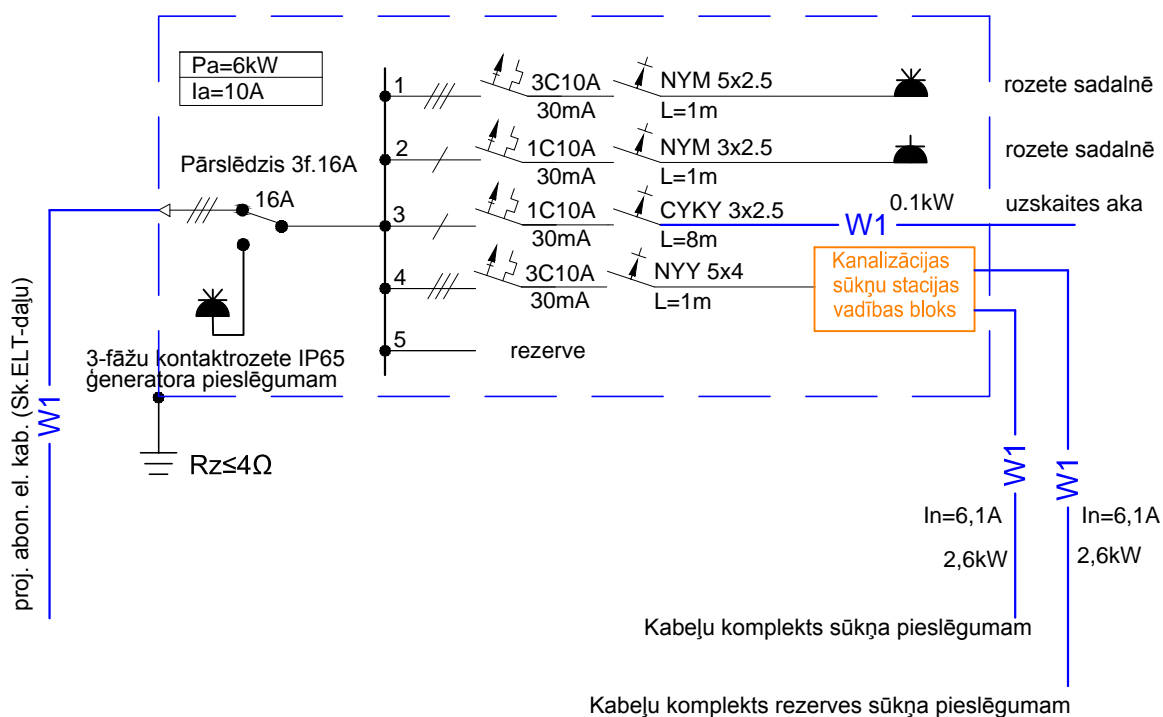 Pa=6kW
Ia=10A
Pārslēdzis 3f.16A
16A
1
3C10A
30mA
NYM 5x2.5
L=1m
rozete sadalnē
2
1C10A
30mA
NYM 3x2.5
L=1m
rozete sadalnē
3
1C10A
30mA
CYKY 3x2.5
L=8m
W1
0.1kW
uzskaites aka
4
3C10A
30mA
NYY 5x4
L=1m
Kanalizācijas
sūkņu stacijas
vadības bloks
5
rezerve
3-fāžu kontaktrozete IP65
ģeneratora pieslēgumam
Rz≤4Ω
proj. abon. el. kab. (Sk.ELT-daļu)
W1
W1
W1
In=6,1A
2,6kW
In=6,1A
2,6kW
Kabeļu komplekts sūkņa pieslēgumam
Kabeļu komplekts rezerves sūkņa pieslēgumam